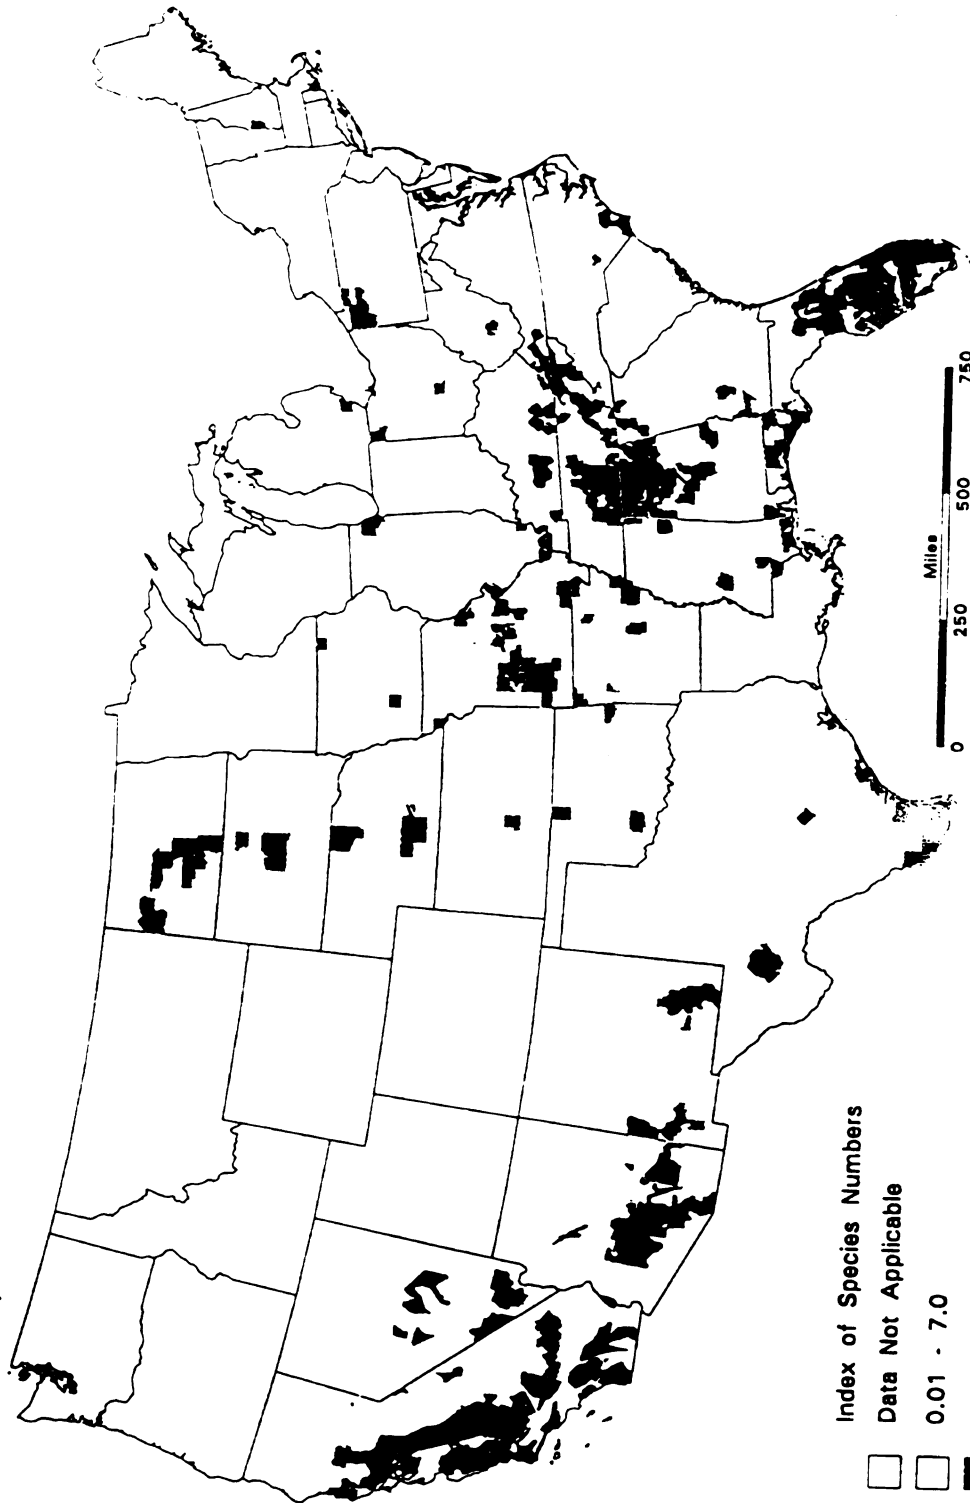 Index of Species Numbers
Data Not Applicable
0.01 - 7.0
Miles
0 250 500 750